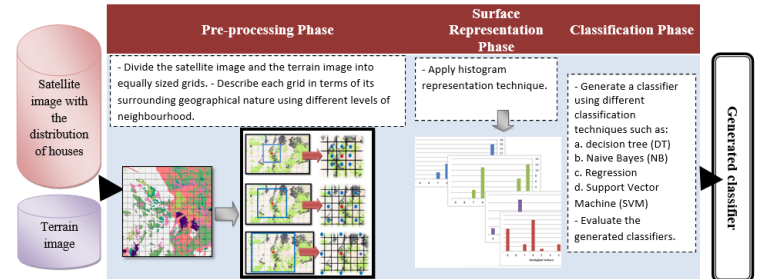 Pre-processing Phase
Surface
Representation
Phase
Classification Phase
Satellite
image with
the
distribution
of houses
Terrain
image
- Divide the satellite image and the terrain image into
equally sized grids. - Describe each grid in terms of its
surrounding geographical nature using different levels of
neighbourhood.
- Apply histogram
representation technique.
- Generate a classifier
using different
classification
techniques such as:
a. decision tree (DT)
b. Naive Bayes (NB)
c. Regression
d. Support Vector
Machine (SVM)
- Evaluate the
generated classifiers.
Generated classifier